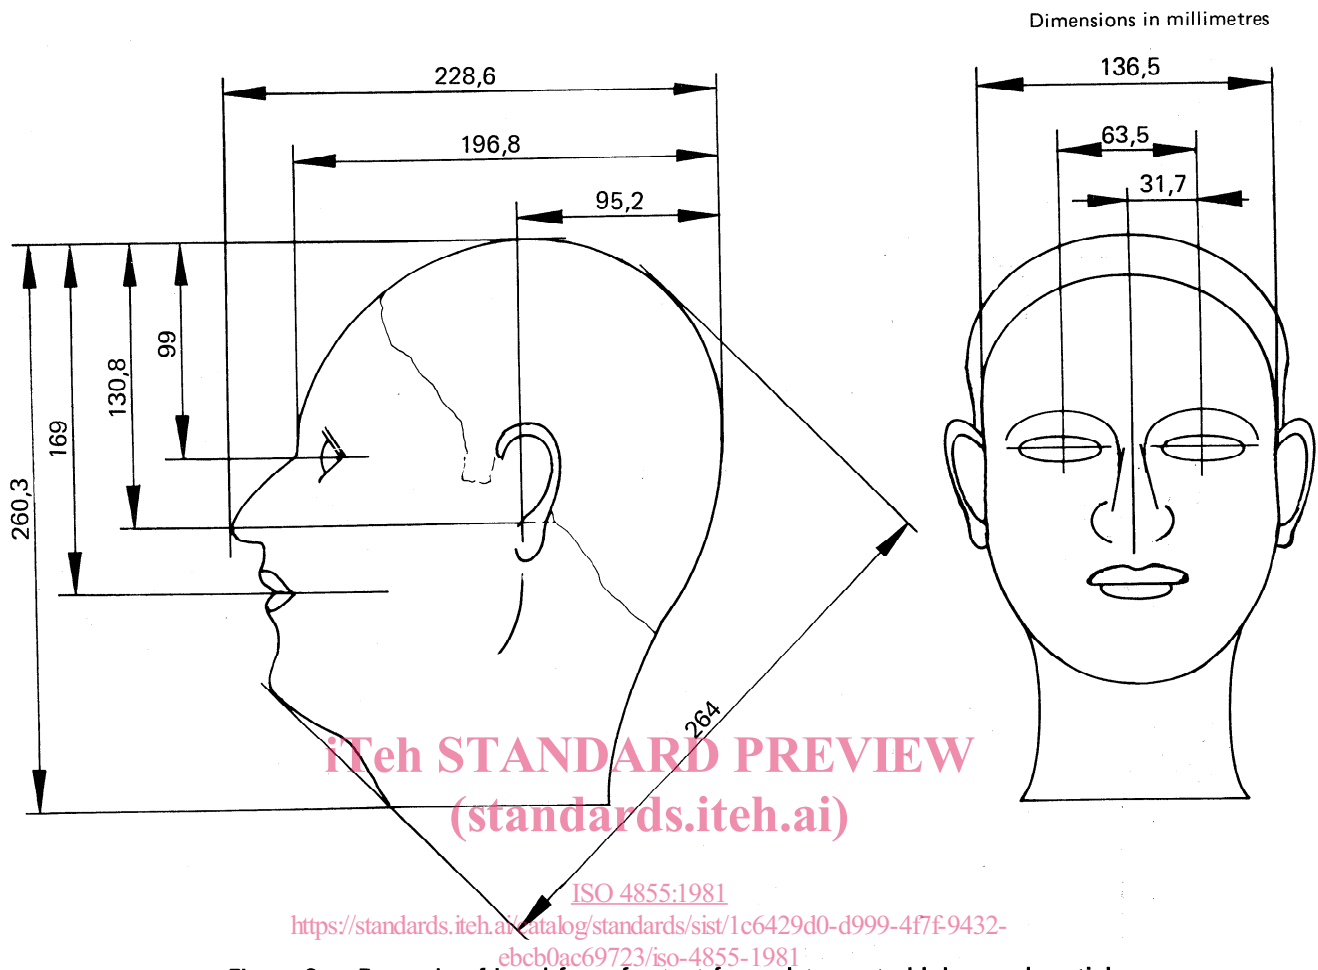 Dimensions in millimetres
228,6
136,5
196,8
63,5
31,7
95,2
99
130,8
169
260,3
264
iTeh STANDARD PREVIEW
(standards.iteh.ai)
ISO 4855:1981
https://standards.iteh.ai/catalog/standards/sist/1c6429d0-d999-4f7f-9432-
ebcb0ac69723/iso-4855-1981